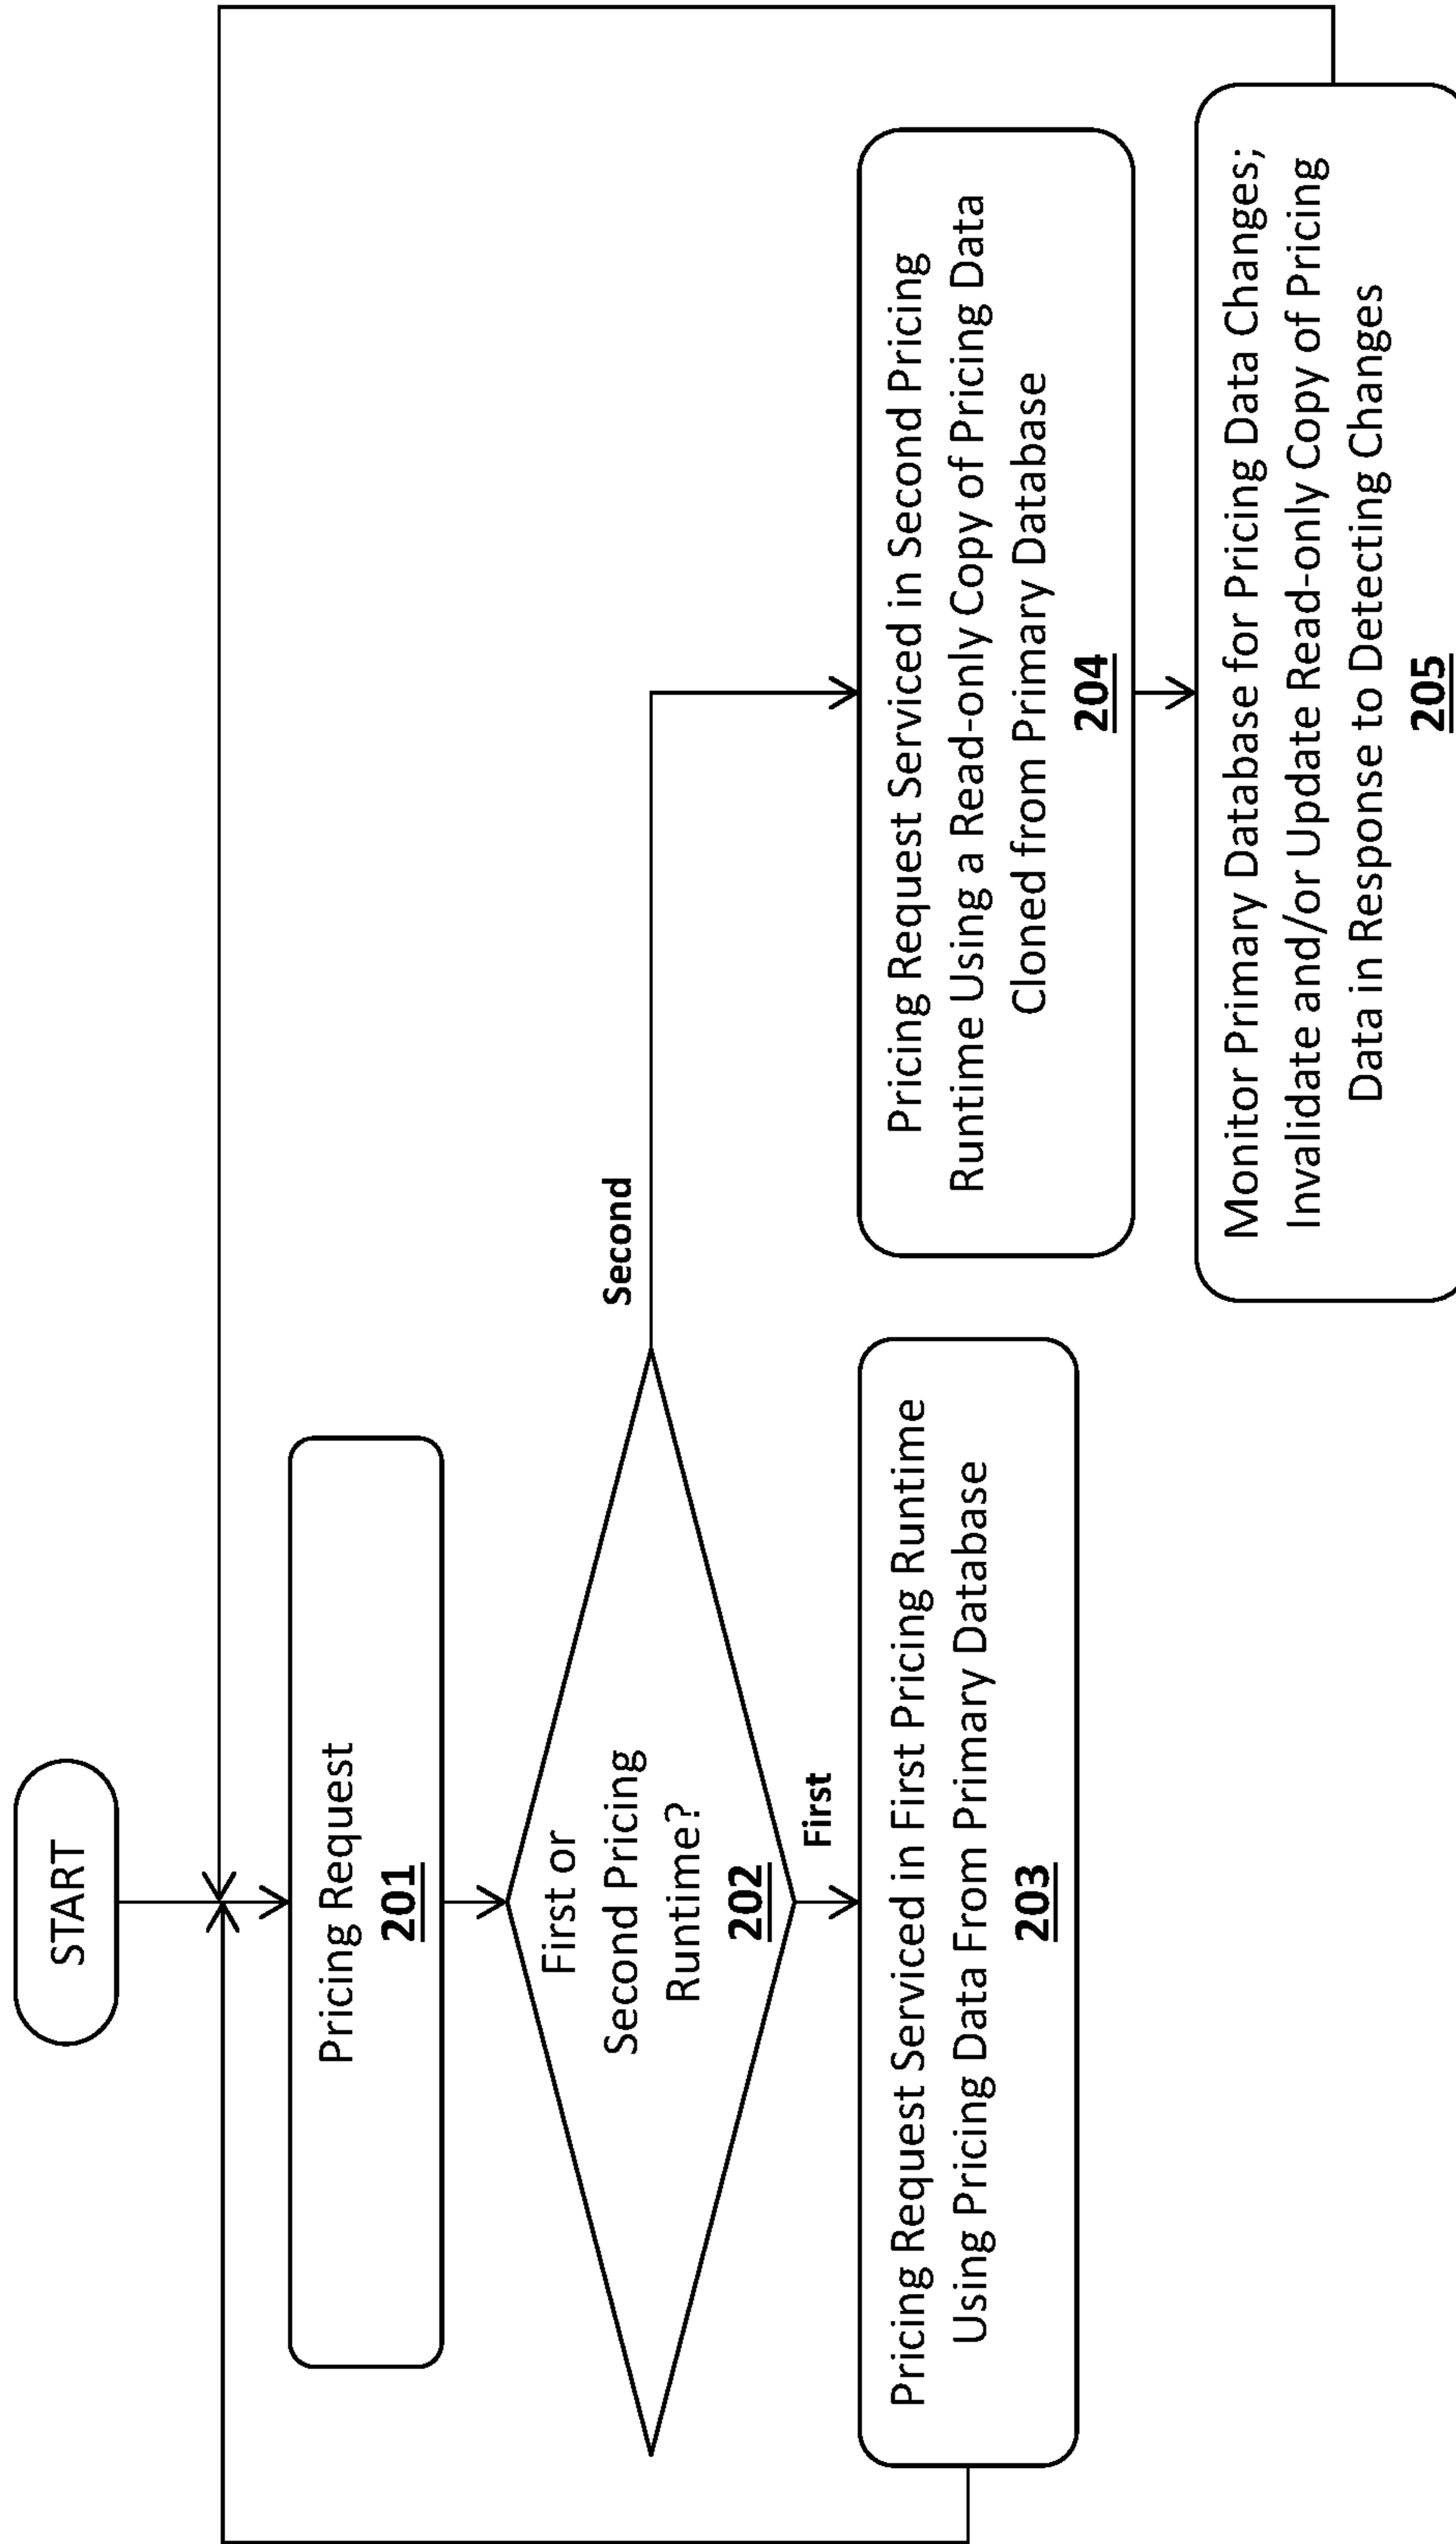 START
Pricing Request
201
First or
Second Pricing
Runtime?
202
Second
First
Pricing Request Serviced in First Pricing Runtime
Using Pricing Data From Primary Database
203
Pricing Request Serviced in Second Pricing
Runtime Using a Read-only Copy of Pricing Data
Cloned from Primary Database
204
Monitor Primary Database for Pricing Data Changes;
Invalidate and/or Update Read-only Copy of Pricing
Data in Response to Detecting Changes
205